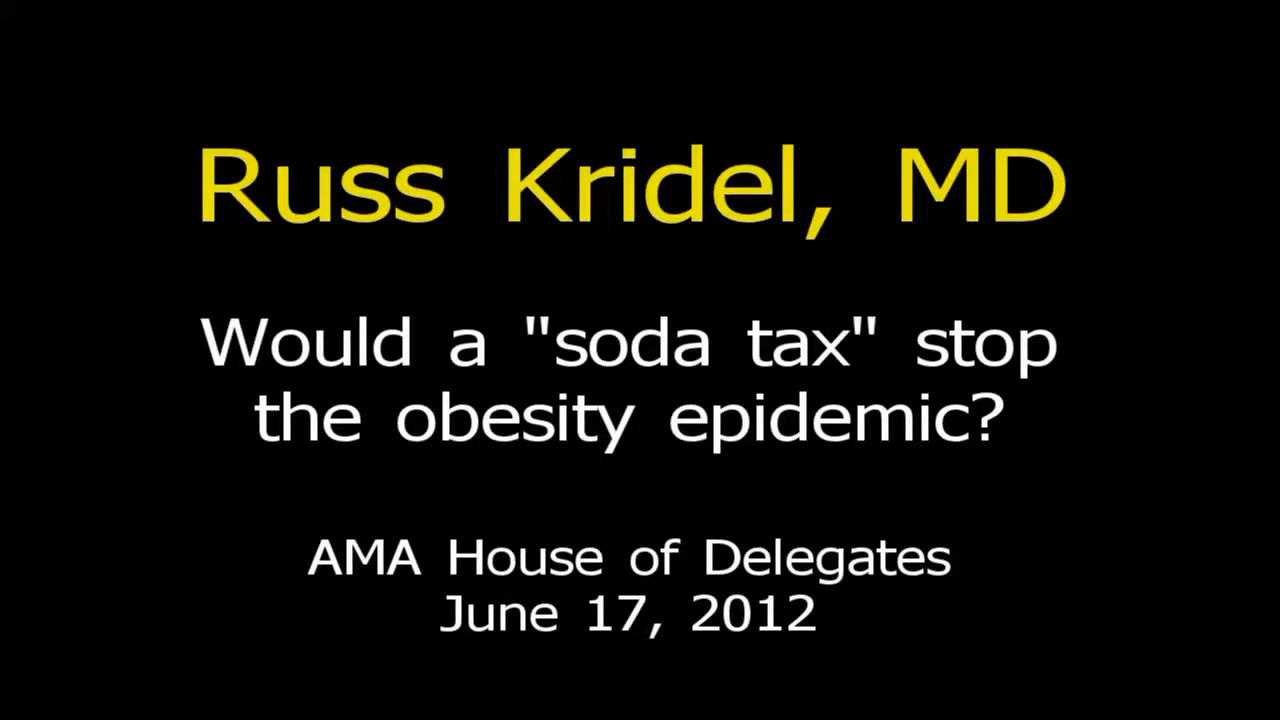 Russ Kridel, MD
Would a "soda tax" stop
the obesity epidemic?
AMA House of Delegates
June 17, 2012